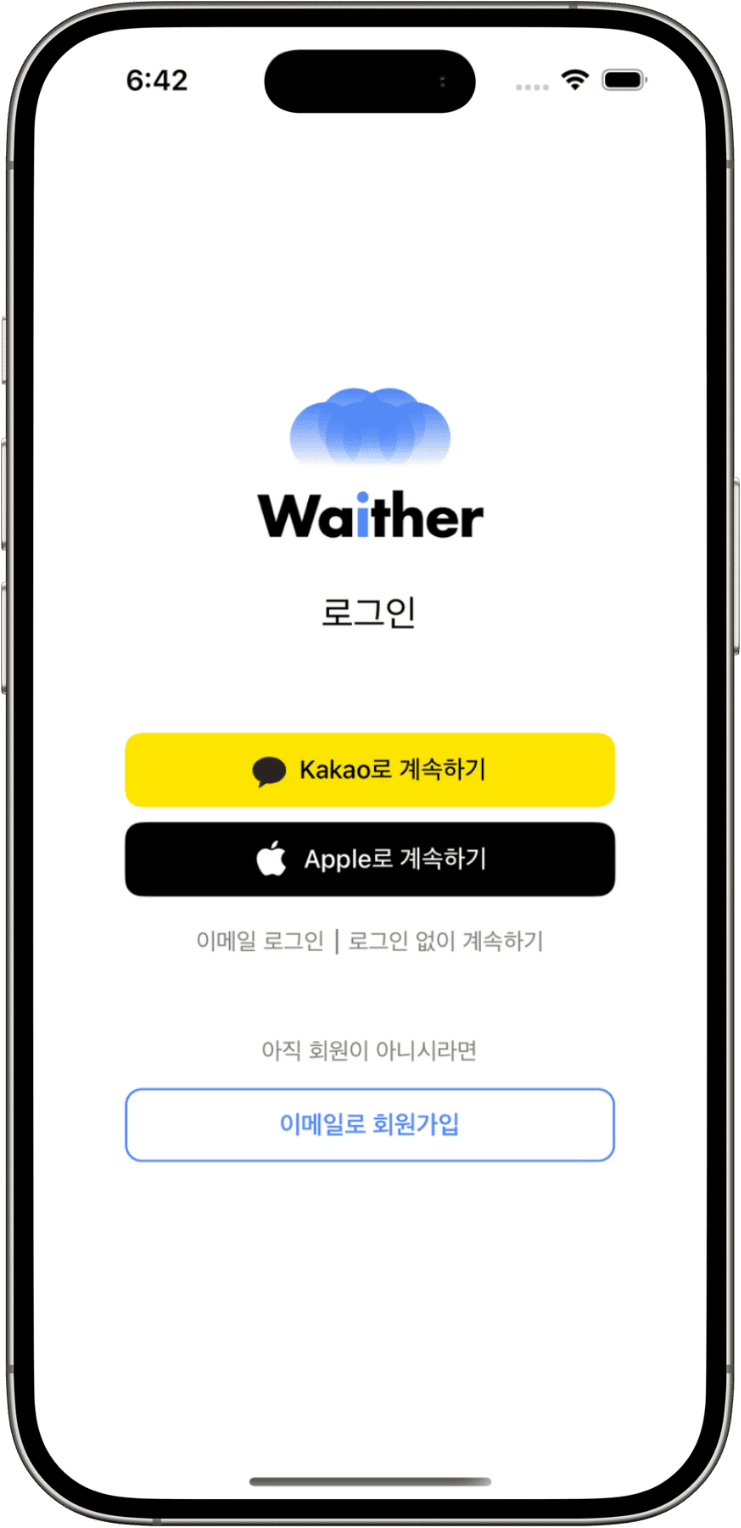 6:42
Waither
로그인
Kakao로 계속하기
Apple로 계속하기
이메일 로그인 | 로그인 없이 계속하기
아직 회원이 아니시라면
이메일로 회원가입